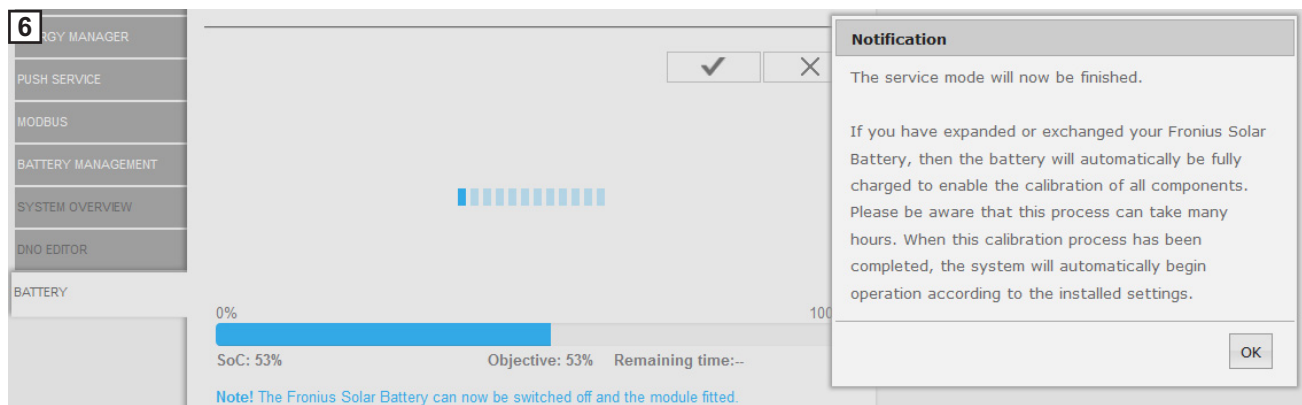 6
RGY MANAGER
PUSH SERVICE
MODBUS
BATTERY MANAGEMENT
SYSTEM OVERVIEW
DNO EDITOR
BATTERY
0%
100
SoC: 53%
Objective: 53%
Remaining time:--
Note! The Fronius Solar Battery can now be switched off and the module fitted.
Notification
The service mode will now be finished.
If you have expanded or exchanged your Fronius Solar
Battery, then the battery will automatically be fully
charged to enable the calibration of all components.
Please be aware that this process can take many
hours. When this calibration process has been
completed, the system will automatically begin
operation according to the installed settings.
OK